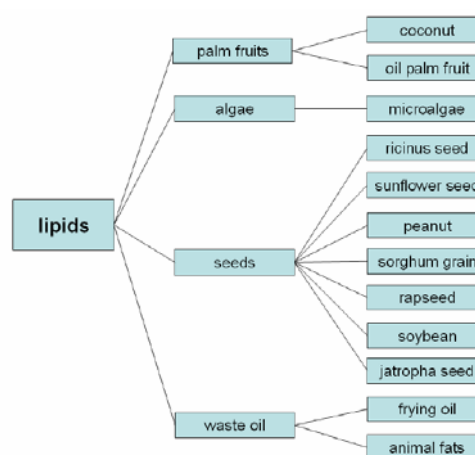 coconut
palm fruits
oil palm fruit
algae
microalgae
ricinus seed
sunflower seed
lipids
peanut
seeds
sorghum grain
rapseed
soybean
jatropha seed
frying oil
waste oil
animal fats